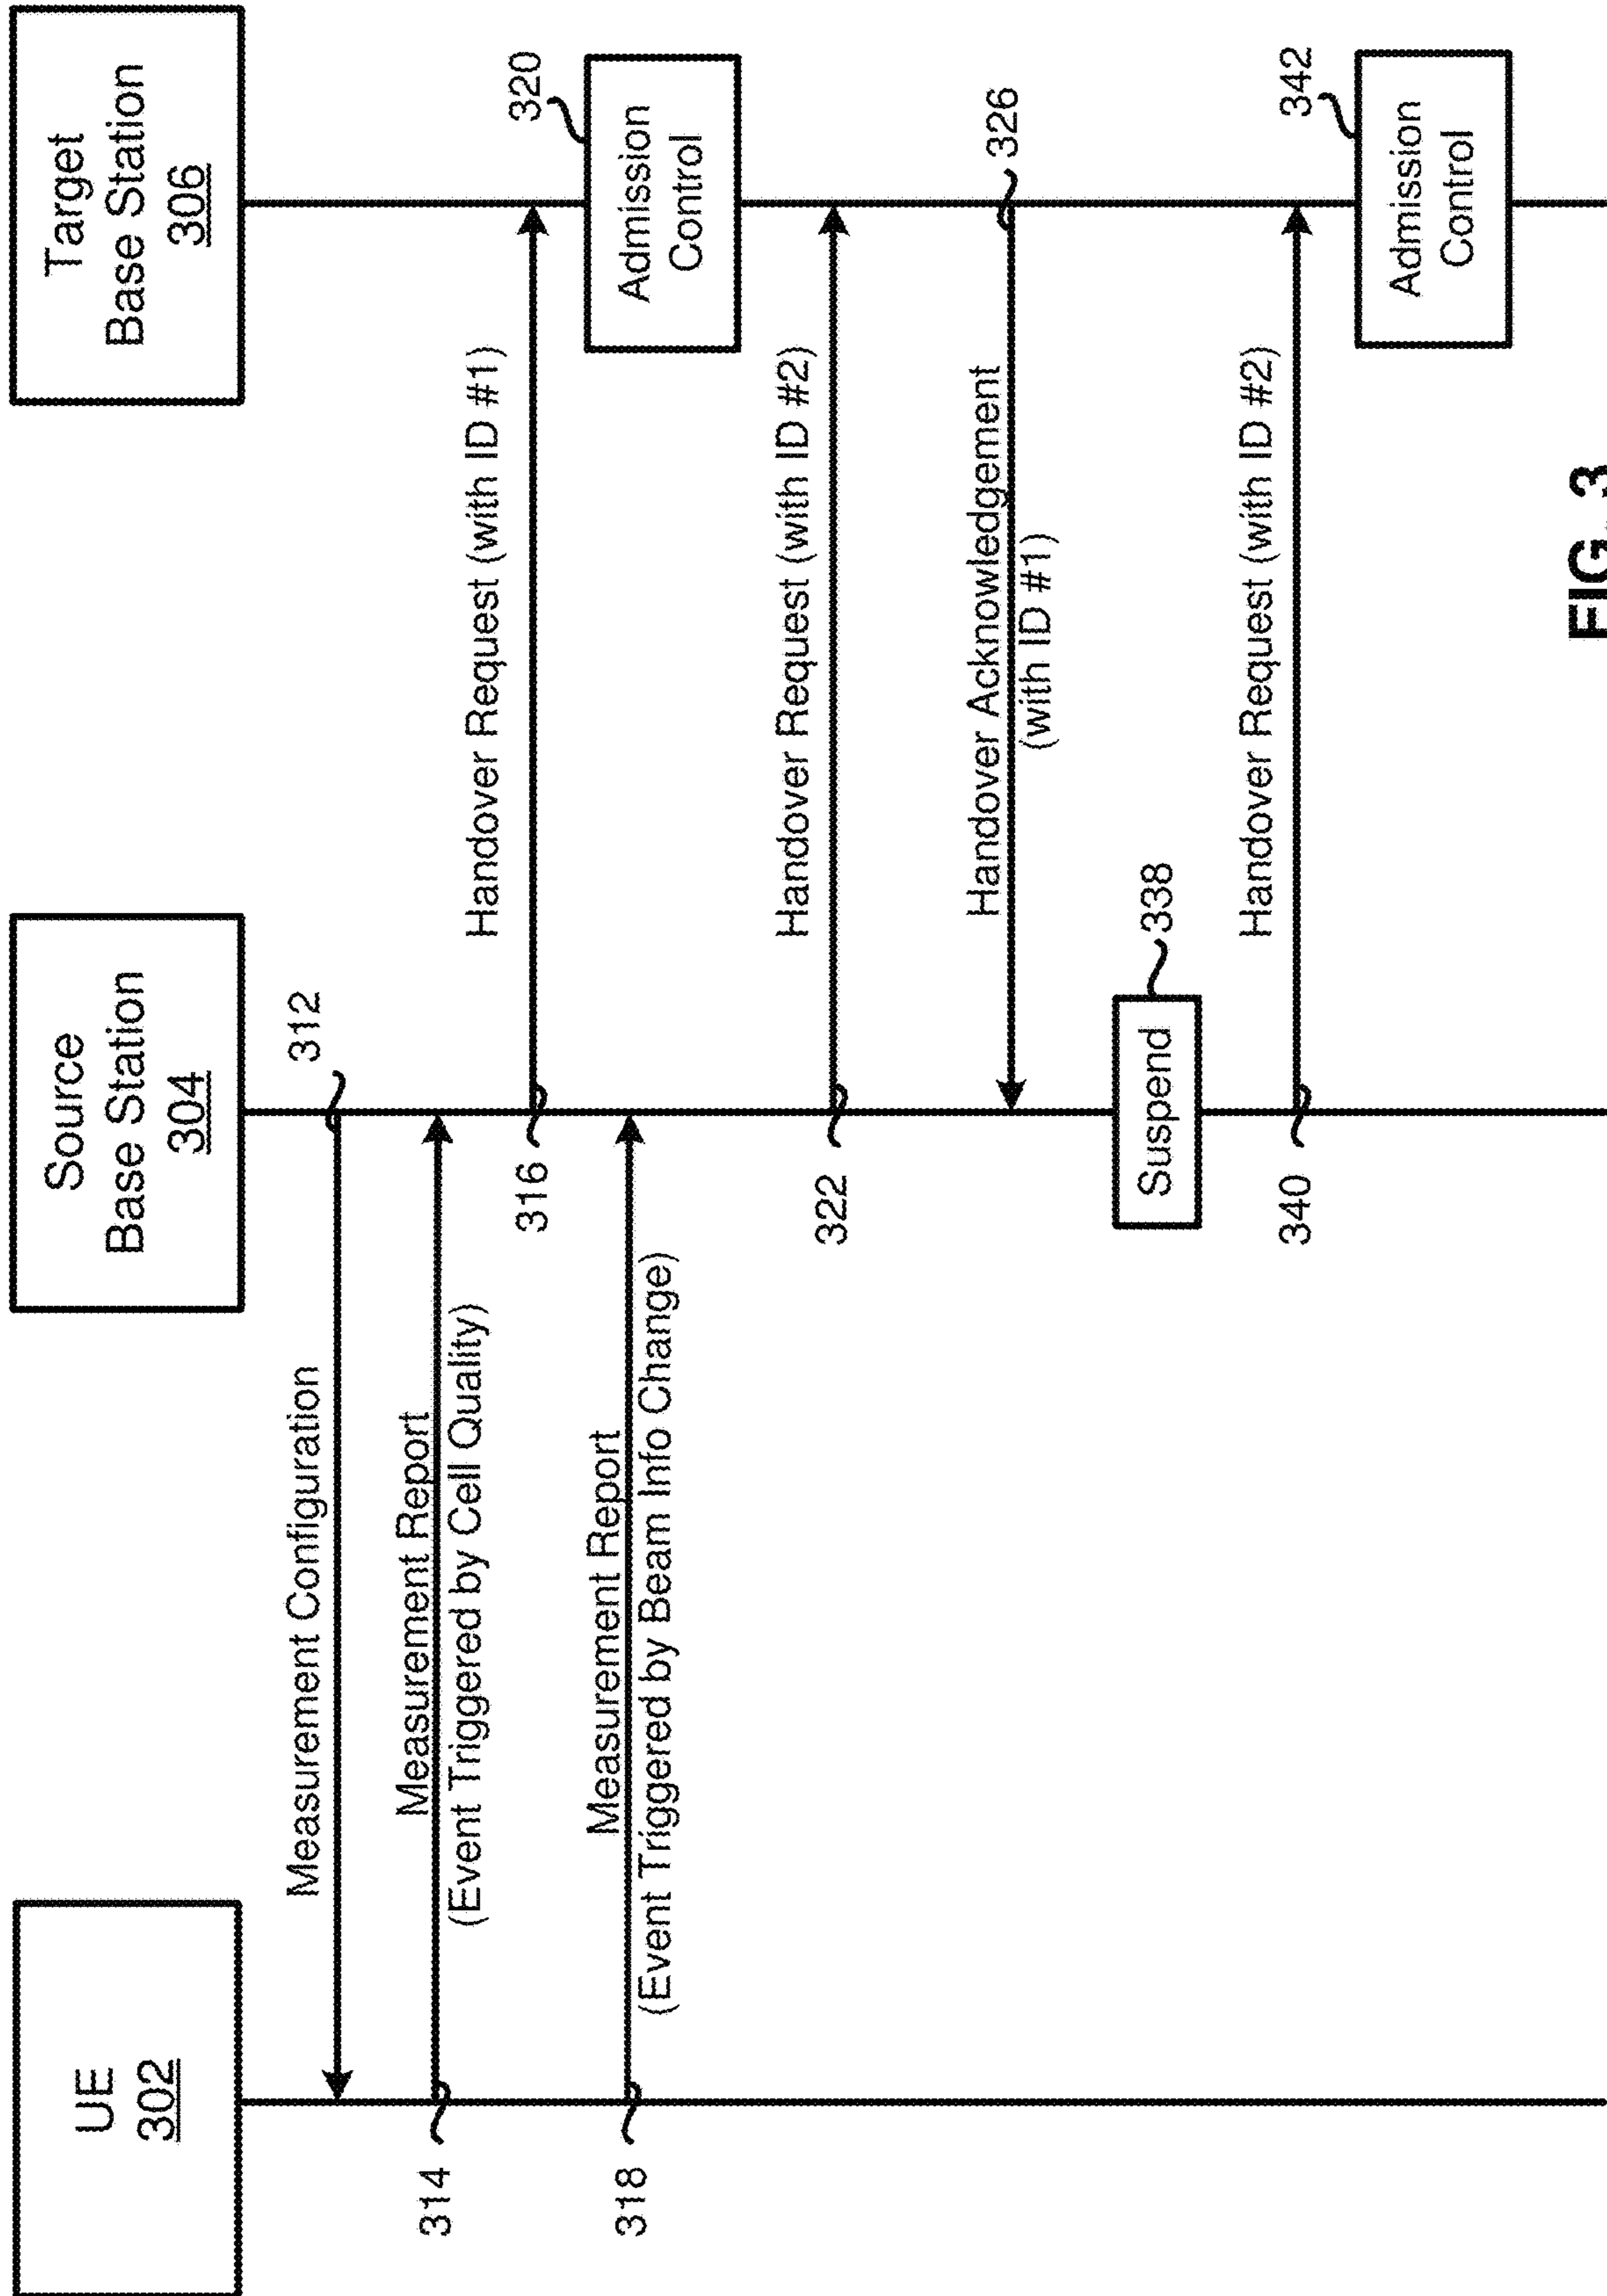 UE
302
Source
Base Station
304
Target
Base Station
306
312
Measurement Configuration
Measurement Report
(Event Triggered by Cell Quality)
314
Handover Request (with ID #1)
316
320
Measurement Report
(Event Triggered by Beam Info Change)
318
Admission
Control
Handover Request (with ID #2)
322
Handover Acknowledgement
(with ID #1)
326
Suspend
338
Handover Request (with ID #2)
340
342
Admission
Control
FIG. 3